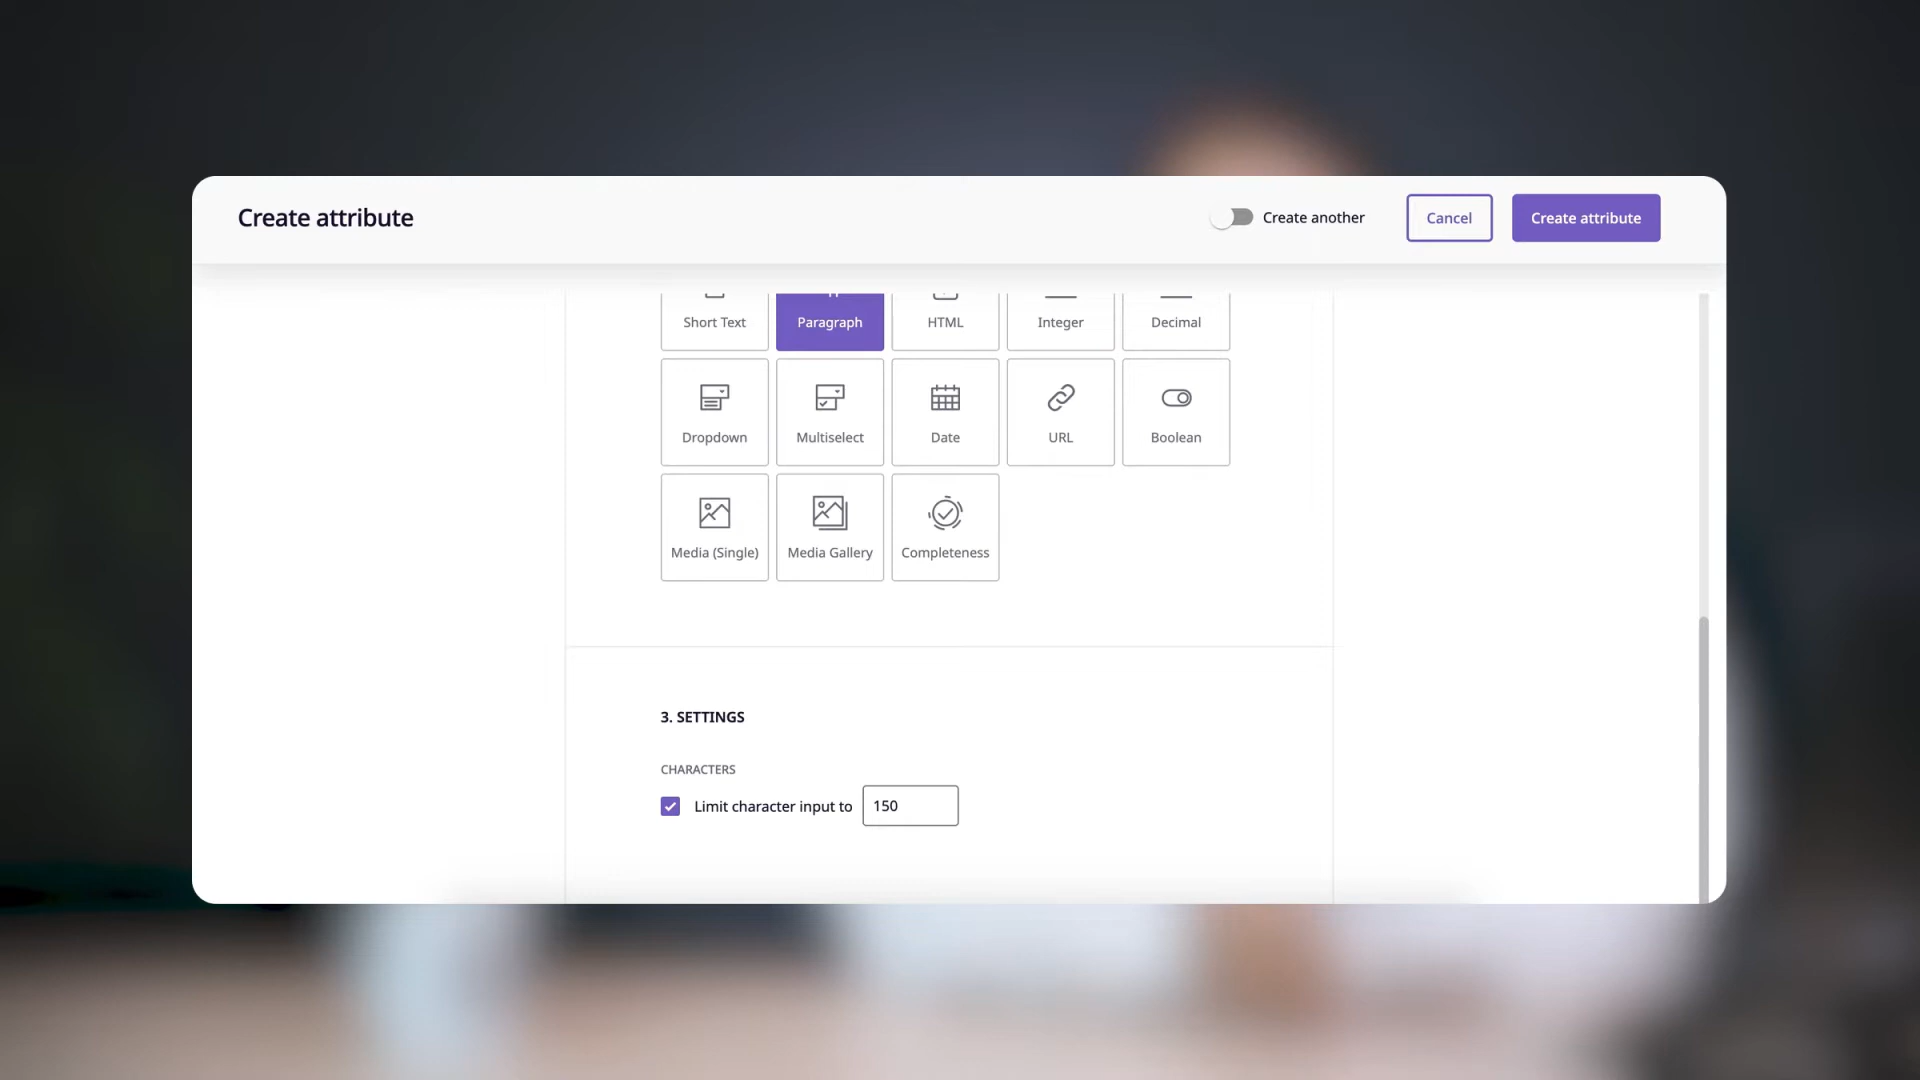 Create attribute
Create another
Cancel
Create attribute
Short Text
Paragraph
HTML
Integer
Decimal
Dropdown
Multiselect
Date
URL
Boolean
Media (Single)
Media Gallery
Completeness
3. SETTINGS
CHARACTERS
Limit character input to 150